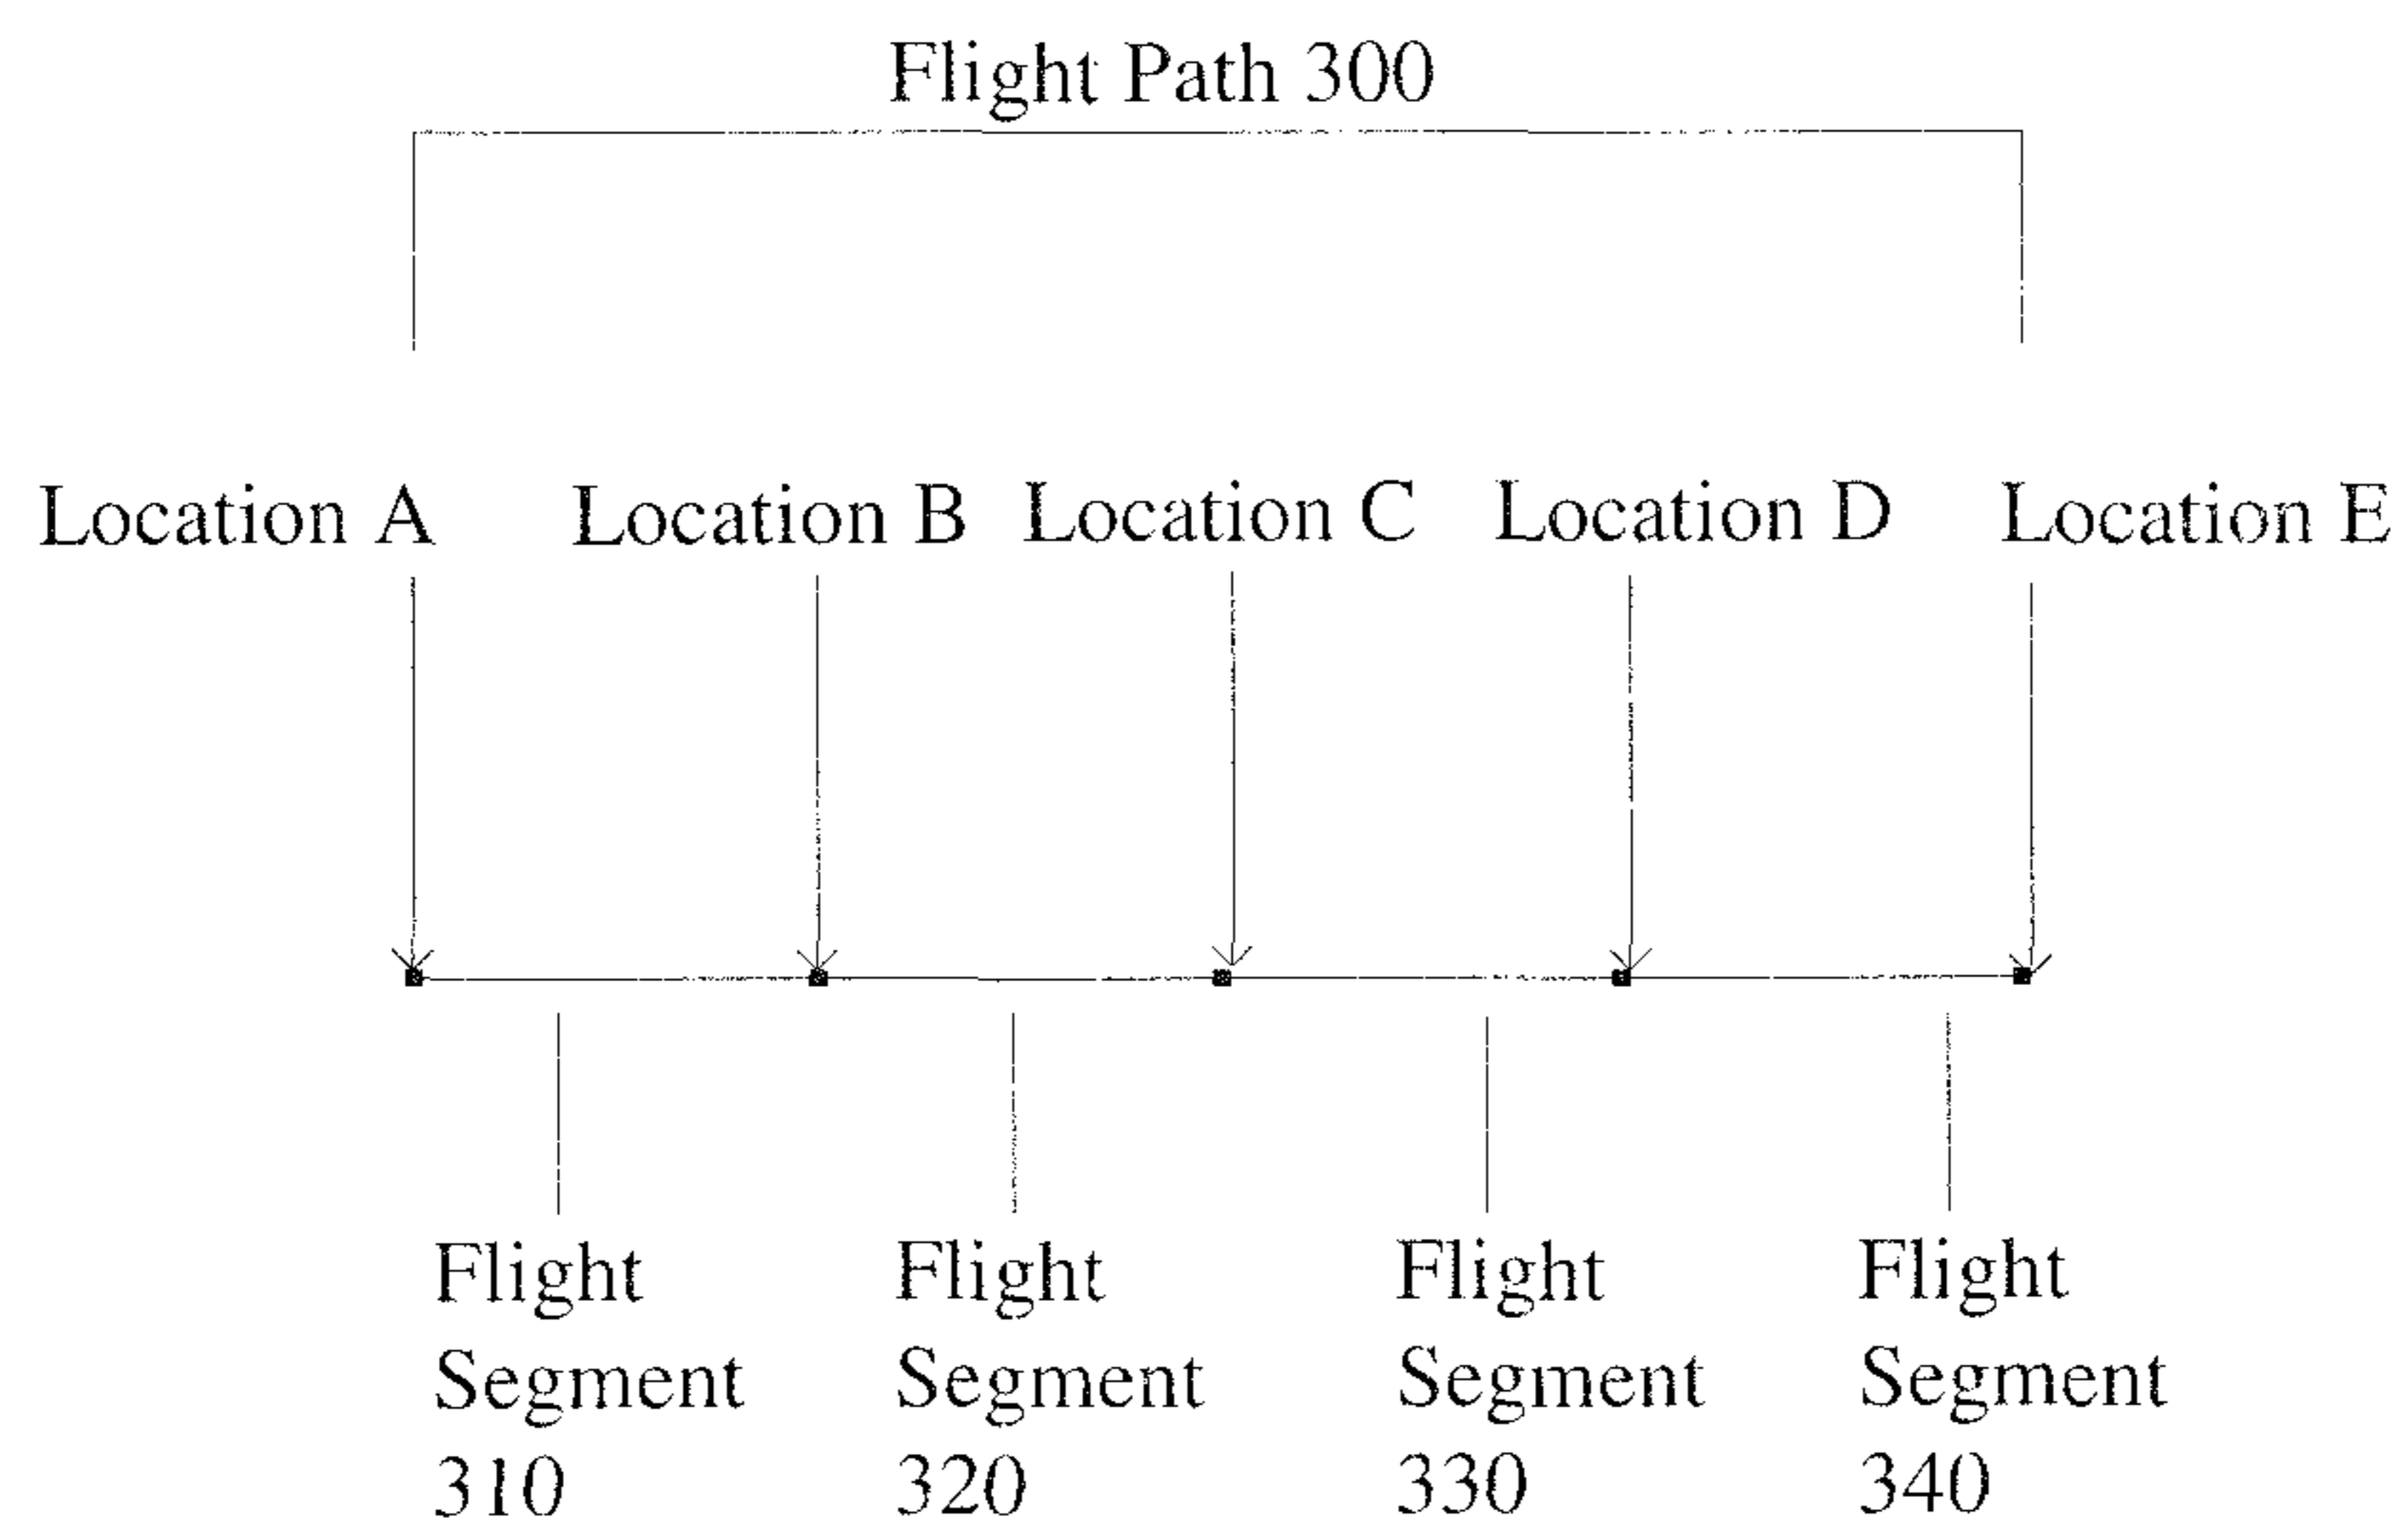 Flight Path 300
Location A
Location B
Location C
Location D
Location E
Flight
Segment
310
Flight
Segment
320
Flight
Segment
330
Flight
Segment
340